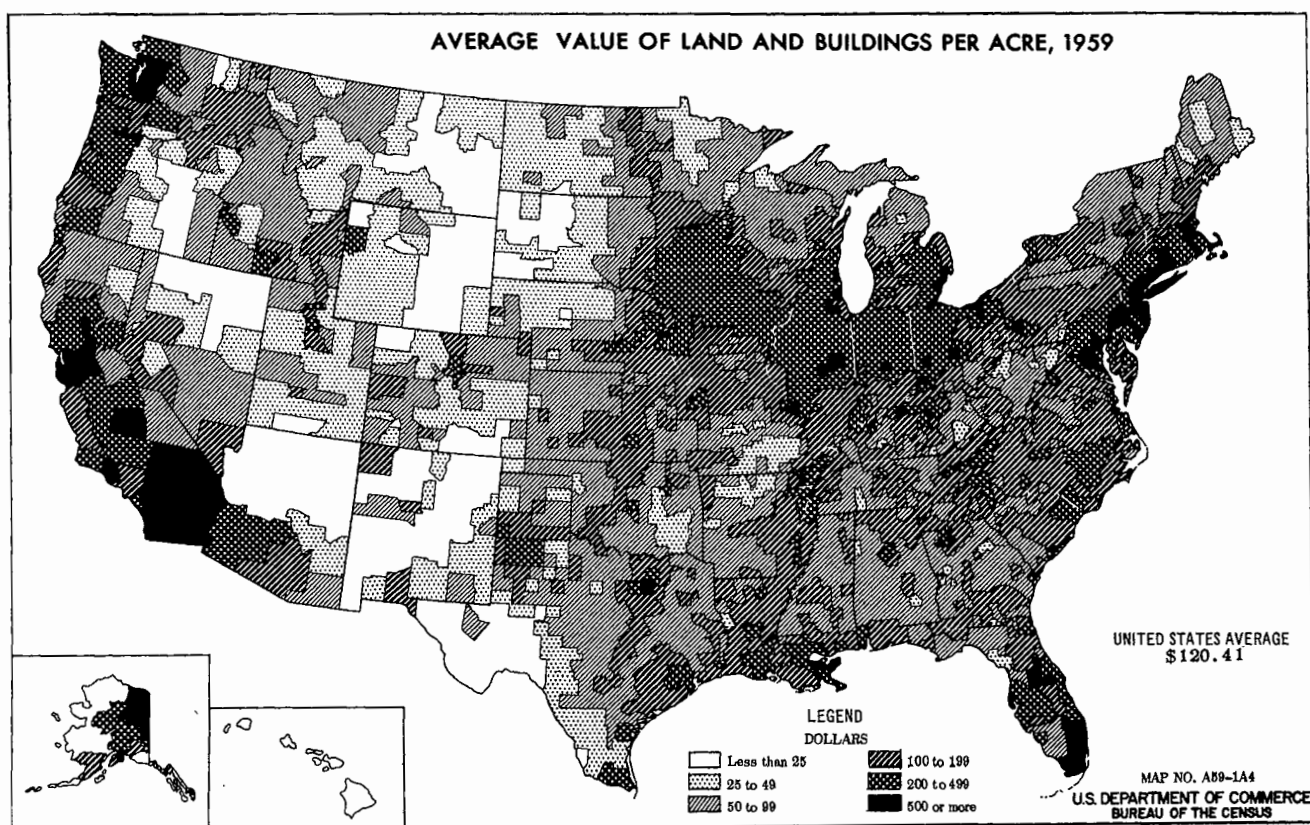 AVERAGE VALUE OF LAND AND BUILDINGS PER ACRE, 1959
UNITED STATES AVERAGE
$120.41
LEGEND
DOLLARS
Less than 25
25 to 49
50 to 99
100 to 199
200 to 499
500 or more
MAP NO. A59-1A4
U.S. DEPARTMENT OF COMMERCE
BUREAU OF THE CENSUS